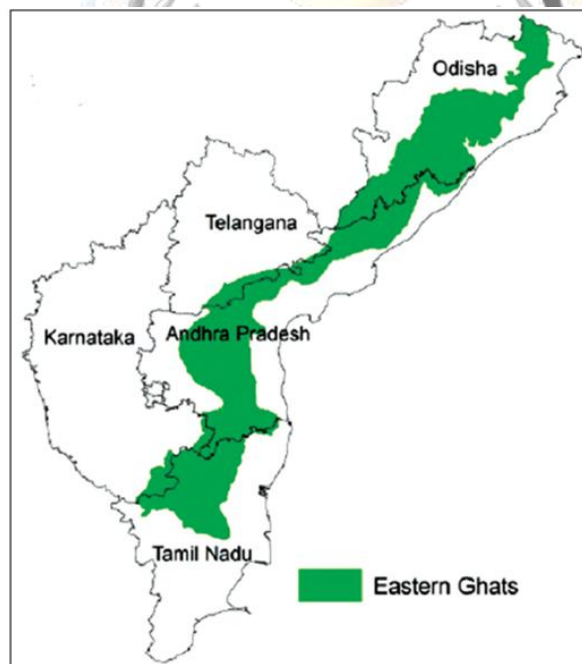 Odisha
Telangana
Karnataka
Andhra Pradesh
Tamil Nadu
Eastern Ghats